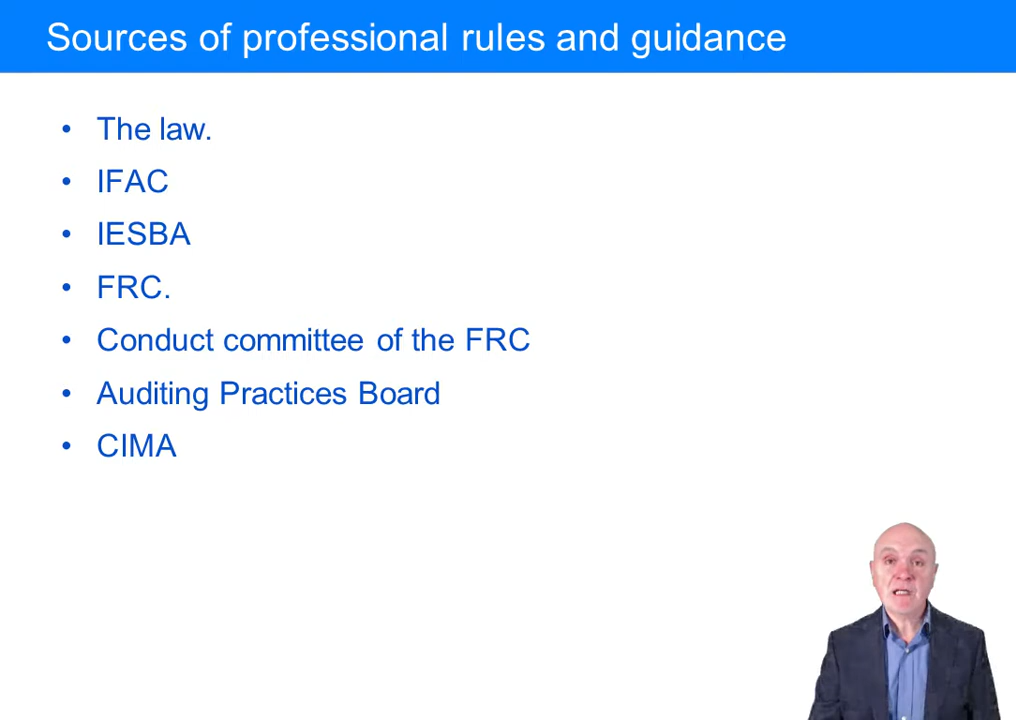 Sources of professional rules and guidance
• The law.
• IFAC
• IESBA
• FRC.
• Conduct committee of the FRC
• Auditing Practices Board
• CIMA